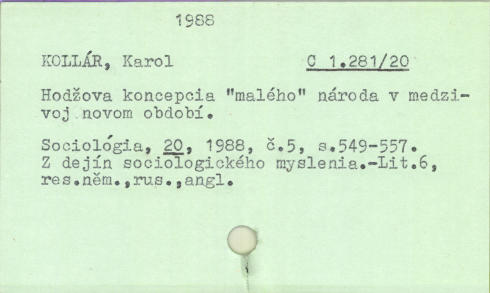 1988
KOLLÁR, Karol C 1.281/20
Hodžova koncepcia "malého" národa v medzi-
voj novom období.
Sociológia, 20, 1988, č.5, s.549-557.
Z dejín sociologického myslenia.-Lit.6,
res.něm.,rus.,angl.